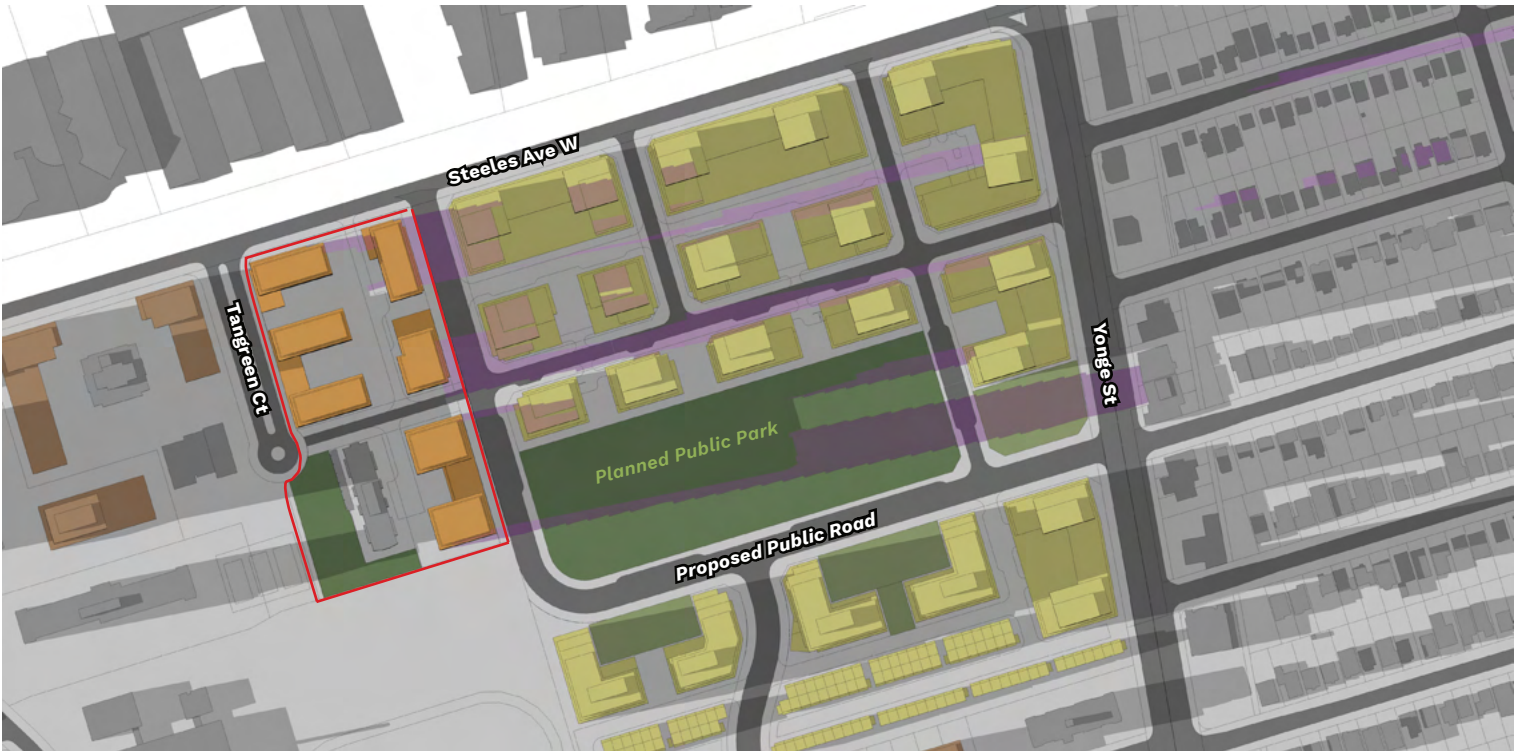 Steeles Ave W
Tangreen Ct
Yonge St
Planned Public Park
Proposed Public Road